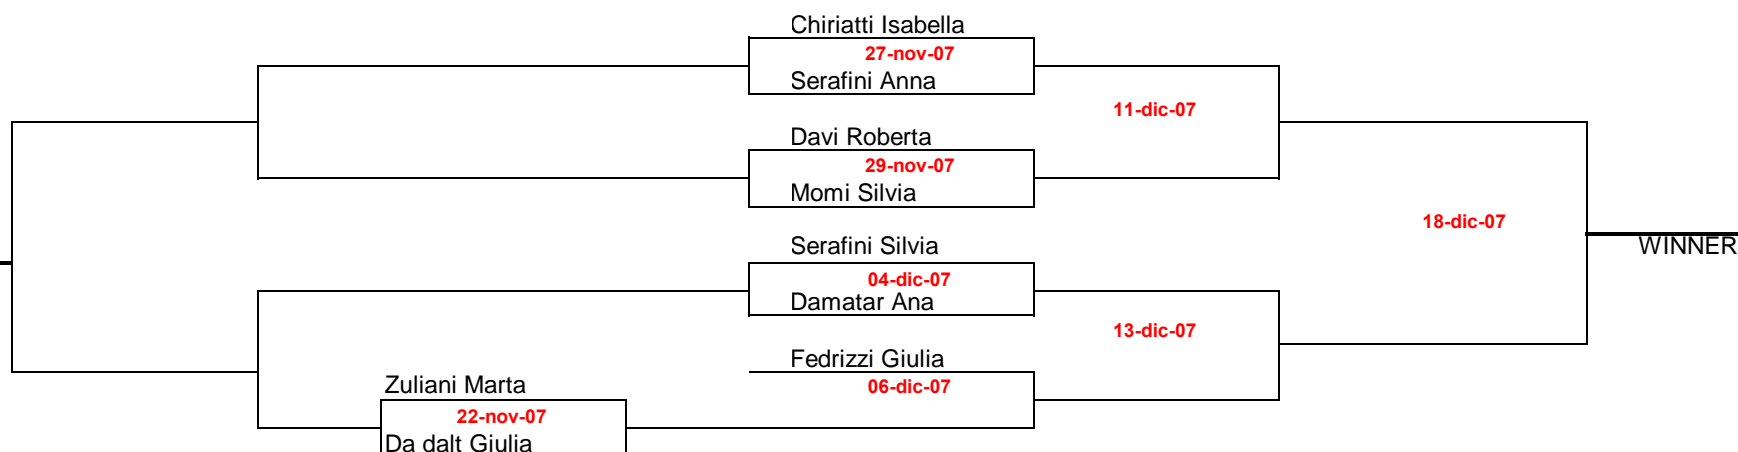 Chiriatti Isabella
27-nov-07
Serafini Anna
11-dic-07
Davi Roberta
29-nov-07
Momi Silvia
18-dic-07
WINNER
Serafini Silvia
04-dic-07
Damatar Ana
13-dic-07
Fedrizzi Giulia
06-dic-07
Zuliani Marta
22-nov-07
Da dalt Giulia